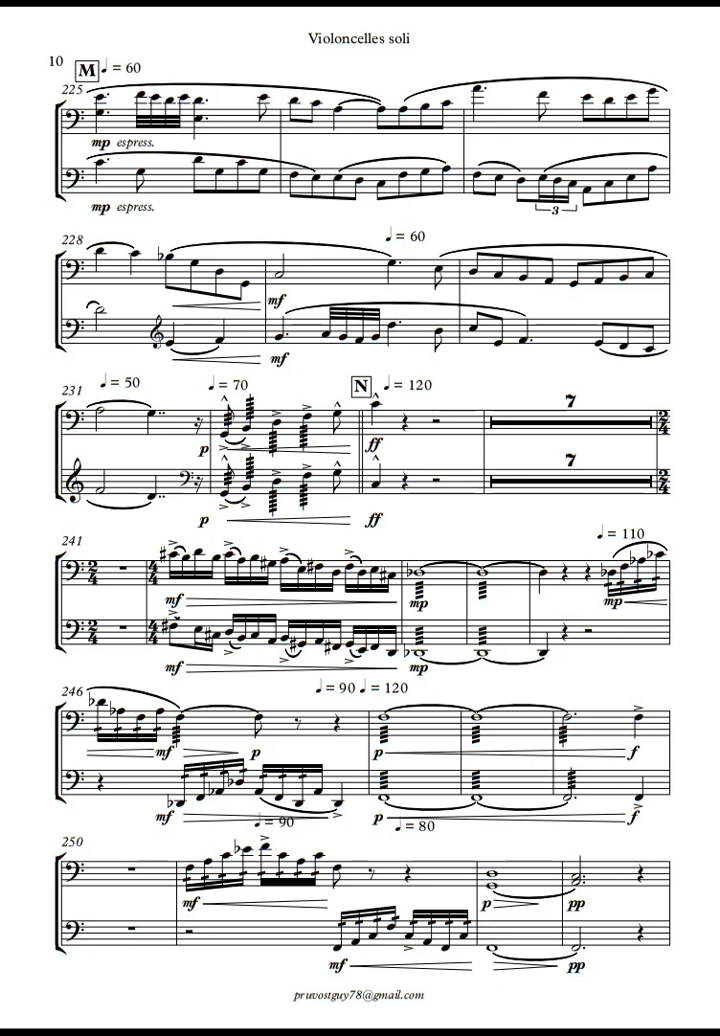 Violoncelles soli
10
M ♩ = 60
225
mp espress.
3
mp espress.
228
♩ = 60
mf
mf
231
♩ = 50
♩ = 70
N ♩ = 120
7
p
ff
7
p
ff
241
♩ = 110
mf
mp
mp
mf
mp
246
♩ = 90 ♩ = 120
mf
p
p
f
mf
p
f
250
♩ = 90
♩ = 80
mf
p
pp
mf
pp
pruvostguy78@gmail.com